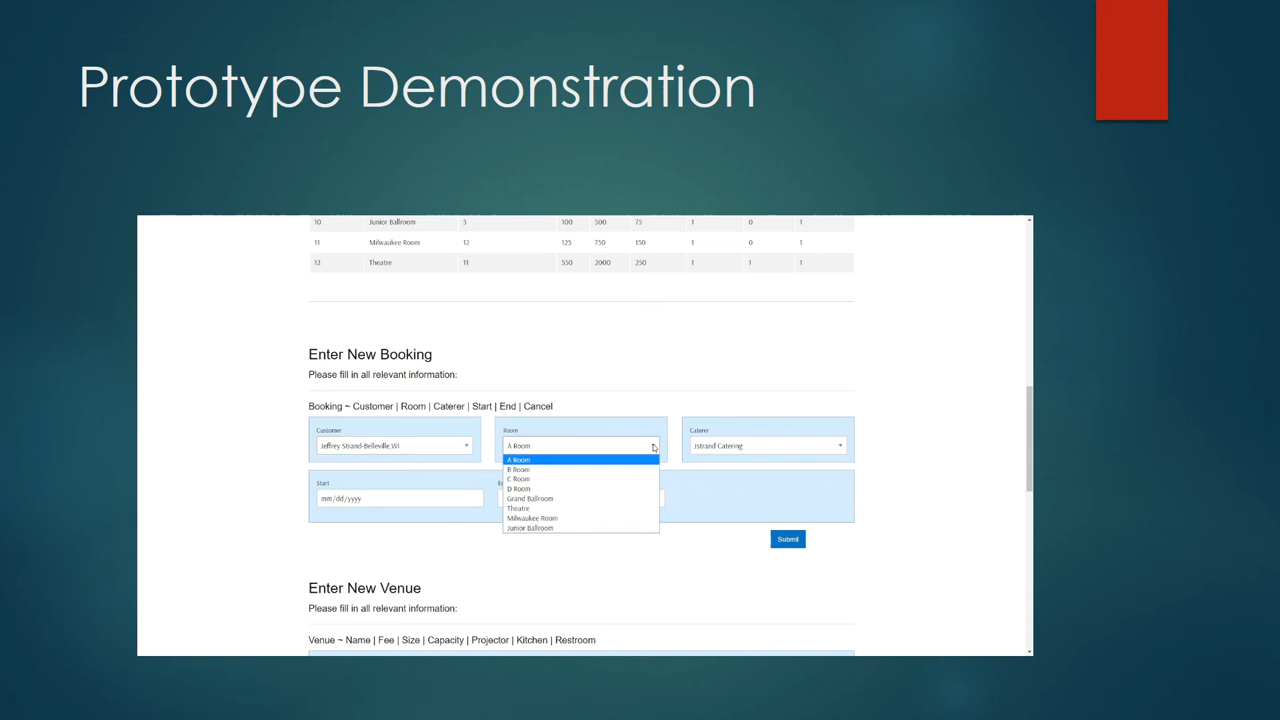 Prototype Demonstration
10 Junior Ballroom 5 100 500 75 1 0 1
11 Milwaukee Room 12 125 750 150 1 0 1
12 Theatre 11 550 2000 250 1 1 1
Enter New Booking
Please fill in all relevant information:
Booking ~ Customer | Room | Caterer | Start | End | Cancel
Customer Room Caterer
Jeffrey Strand-Belleville,WI A Room Jstrand Catering
A Room
B Room
C Room
Start
D Room
mm/dd/yyyy Grand Ballroom
Theatre
Milwaukee Room
Junior Ballroom
Submit
Enter New Venue
Please fill in all relevant information:
Venue ~ Name | Fee | Size | Capacity | Projector | Kitchen | Restroom